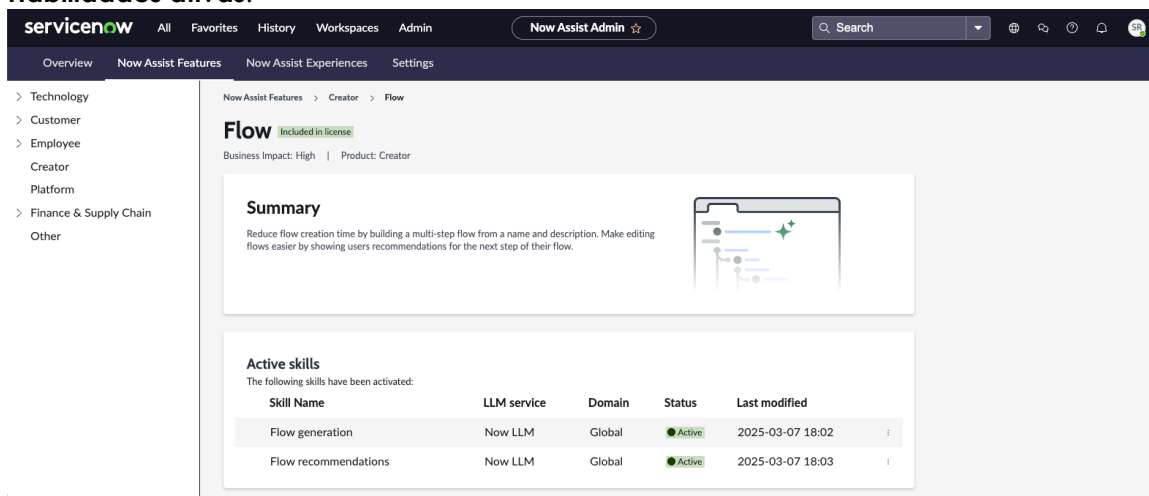 servicenow All Favorites History Workspaces Admin Now Assist Admin Search SR
Overview Now Assist Features Now Assist Experiences Settings
Technology
Customer
Employee
Creator
Platform
Finance & Supply Chain
Other
Now Assist Features > Creator > Flow
Flow Included in license
Business Impact: High | Product: Creator
Summary
Reduce flow creation time by building a multi-step flow from a name and description. Make editing
flows easier by showing users recommendations for the next step of their flow.
Active skills
The following skills have been activated:
Skill Name LLM service Domain Status Last modified
Flow generation Now LLM Global Active 2025-03-07 18:02
Flow recommendations Now LLM Global Active 2025-03-07 18:03